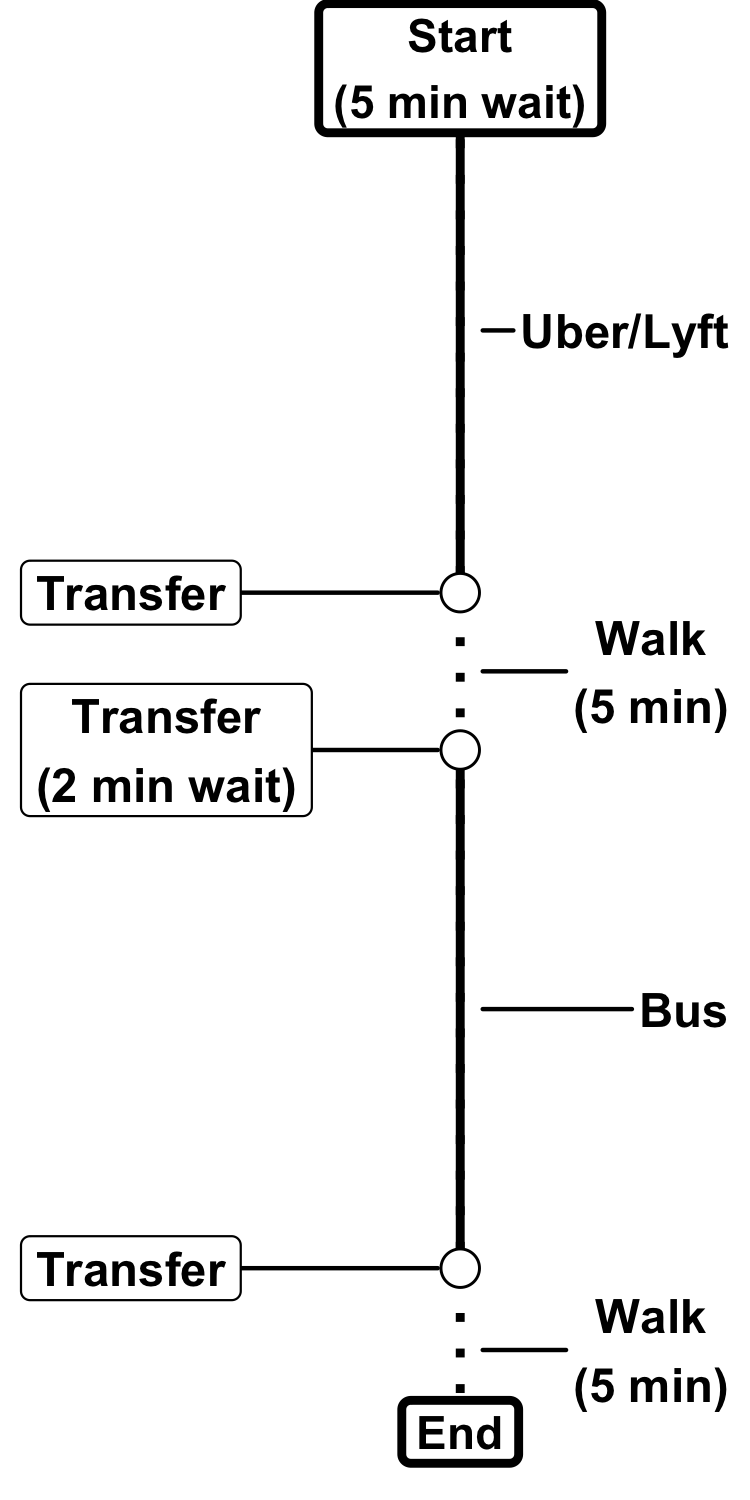 Start
(5 min wait)
Uber/Lyft
Transfer
Walk
(5 min)
Transfer
(2 min wait)
Bus
Transfer
Walk
(5 min)
End